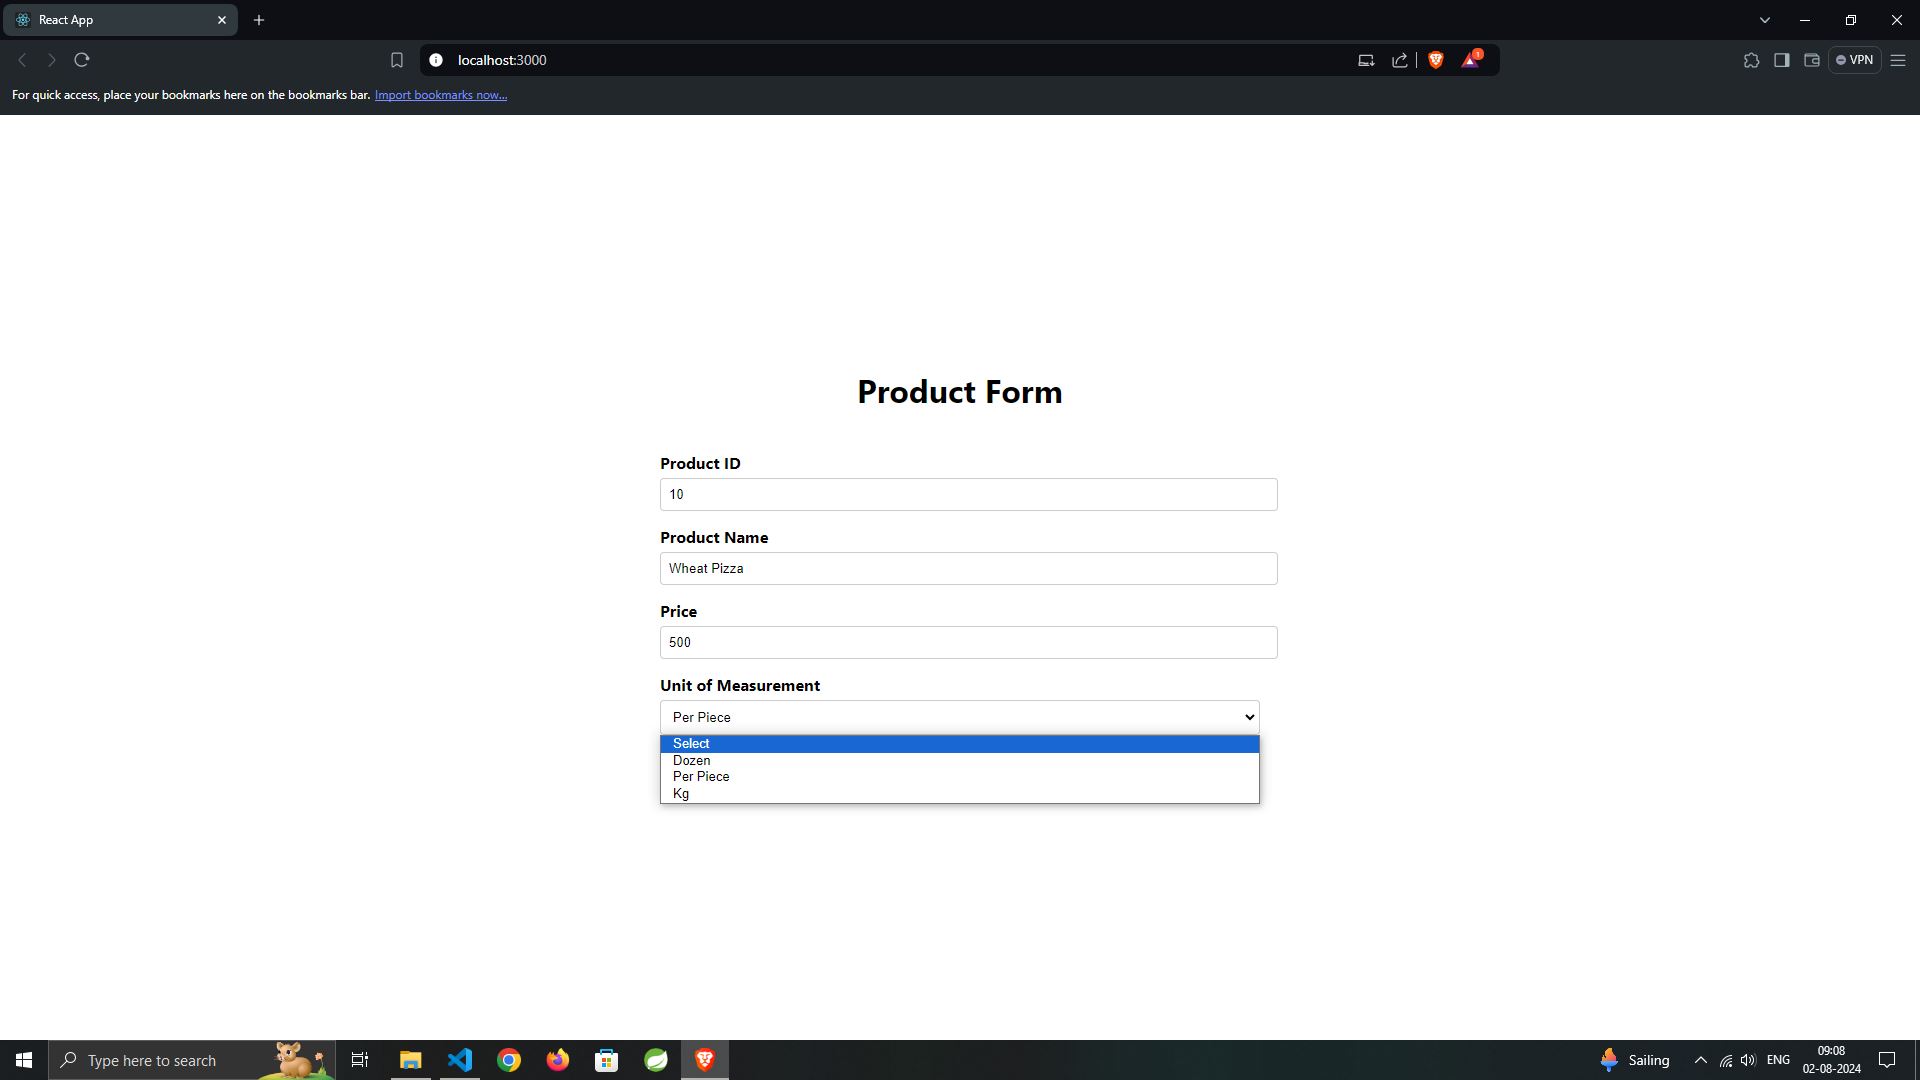 React App
localhost:3000
1
VPN
For quick access, place your bookmarks here on the bookmarks bar. Import bookmarks now...
Product Form
Product ID
10
Product Name
Wheat Pizza
Price
500
Unit of Measurement
Per Piece
Select
Dozen
Per Piece
Kg
Type here to search
Sailing
ENG
09:08
02-08-2024